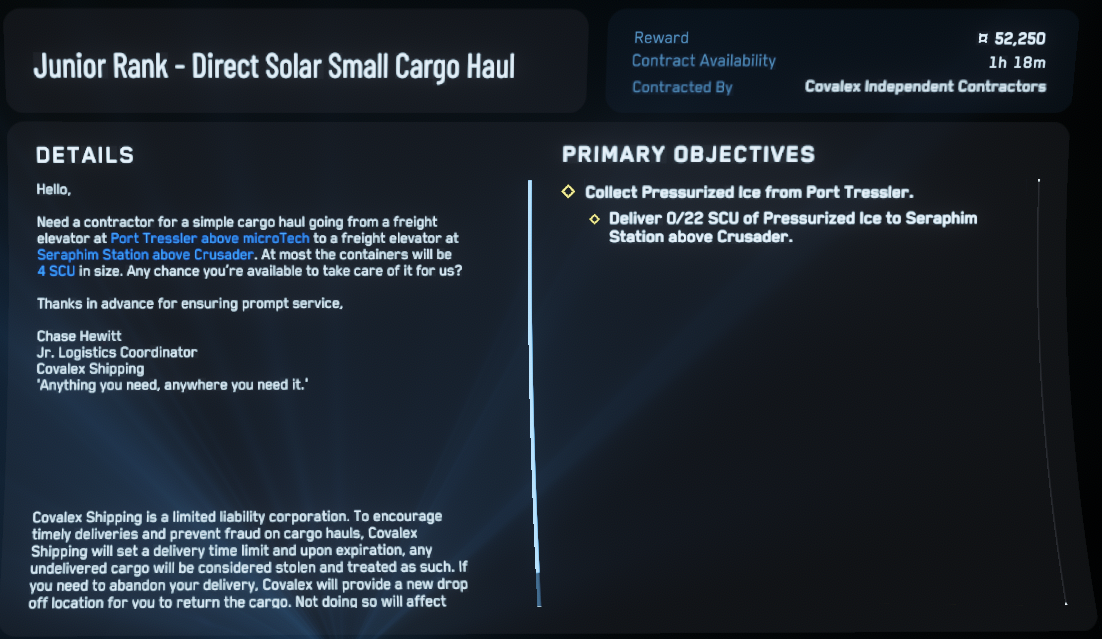 Junior Rank - Direct Solar Small Cargo Haul
Reward ¤ 52,250
Contract Availability 1h 18m
Contracted By Covalex Independent Contractors
DETAILS
Hello,
Need a contractor for a simple cargo haul going from a freight
elevator at Port Tressler above microTech to a freight elevator at
Seraphim Station above Crusader. At most the containers will be
4 SCU in size. Any chance you're available to take care of it for us?
Thanks in advance for ensuring prompt service,
Chase Hewitt
Jr. Logistics Coordinator
Covalex Shipping
'Anything you need, anywhere you need it.'
Covalex Shipping is a limited liability corporation. To encourage
timely deliveries and prevent fraud on cargo hauls, Covalex
Shipping will set a delivery time limit and upon expiration, any
undelivered cargo will be considered stolen and treated as such. If
you need to abandon your delivery, Covalex will provide a new drop
off location for you to return the cargo. Not doing so will affect
PRIMARY OBJECTIVES
Collect Pressurized Ice from Port Tressler.
Deliver 0/22 SCU of Pressurized Ice to Seraphim
Station above Crusader.